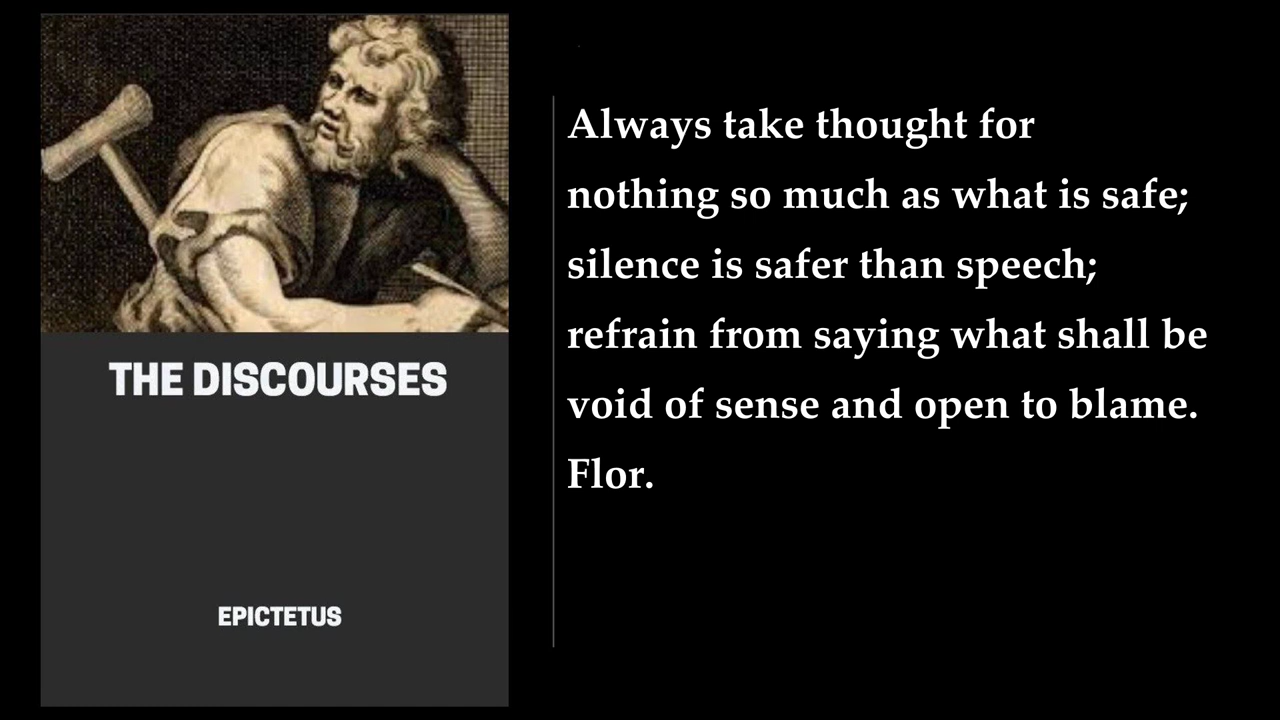 THE DISCOURSES
EPICTETUS
Always take thought for
nothing so much as what is safe;
silence is safer than speech;
refrain from saying what shall be
void of sense and open to blame.
Flor.